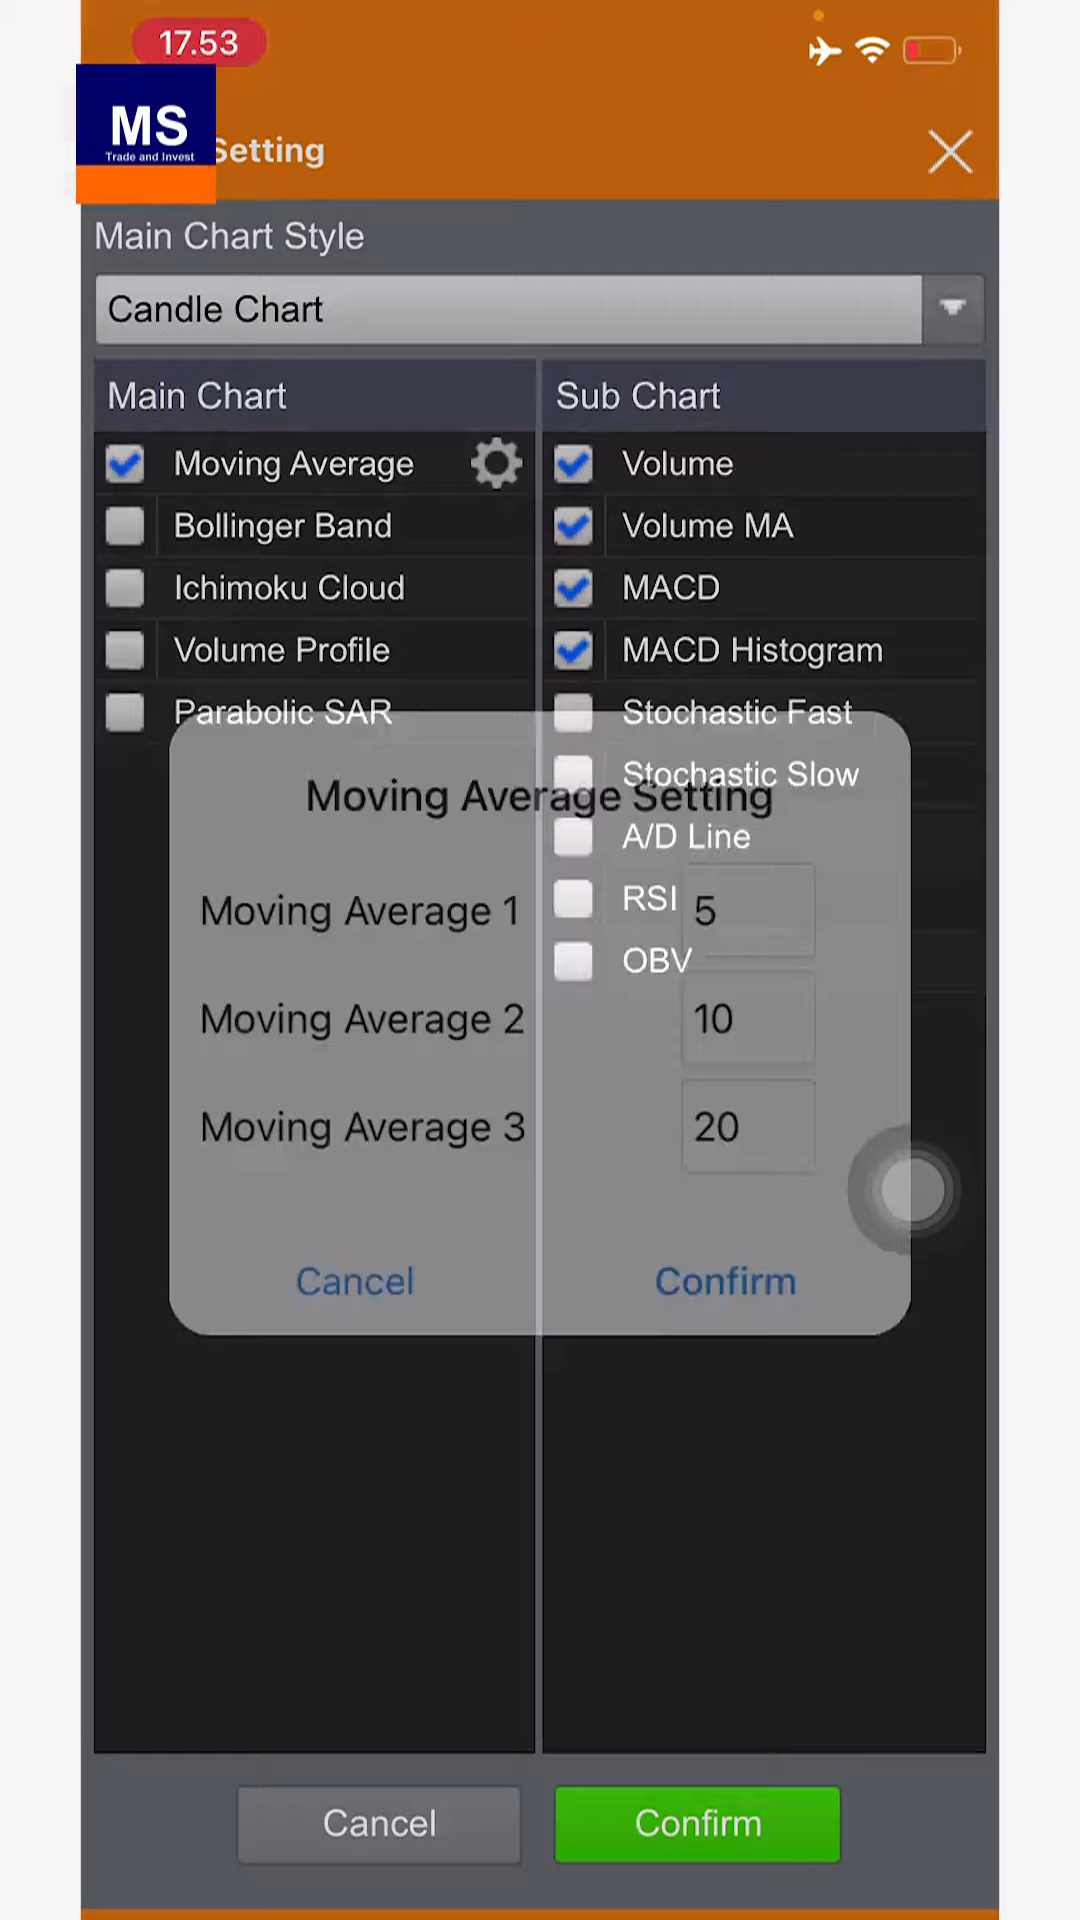 17.53
MS
Trade and Invest
Setting
Main Chart Style
Candle Chart
Main Chart
Sub Chart
Moving Average
Volume
Bollinger Band
Volume MA
Ichimoku Cloud
MACD
Volume Profile
MACD Histogram
Parabolic SAR
Stochastic Fast
Stochastic Slow
Moving Average Setting
A/D Line
RSI
Moving Average 1
5
OBV
Moving Average 2
10
Moving Average 3
20
Cancel
Confirm
Cancel
Confirm